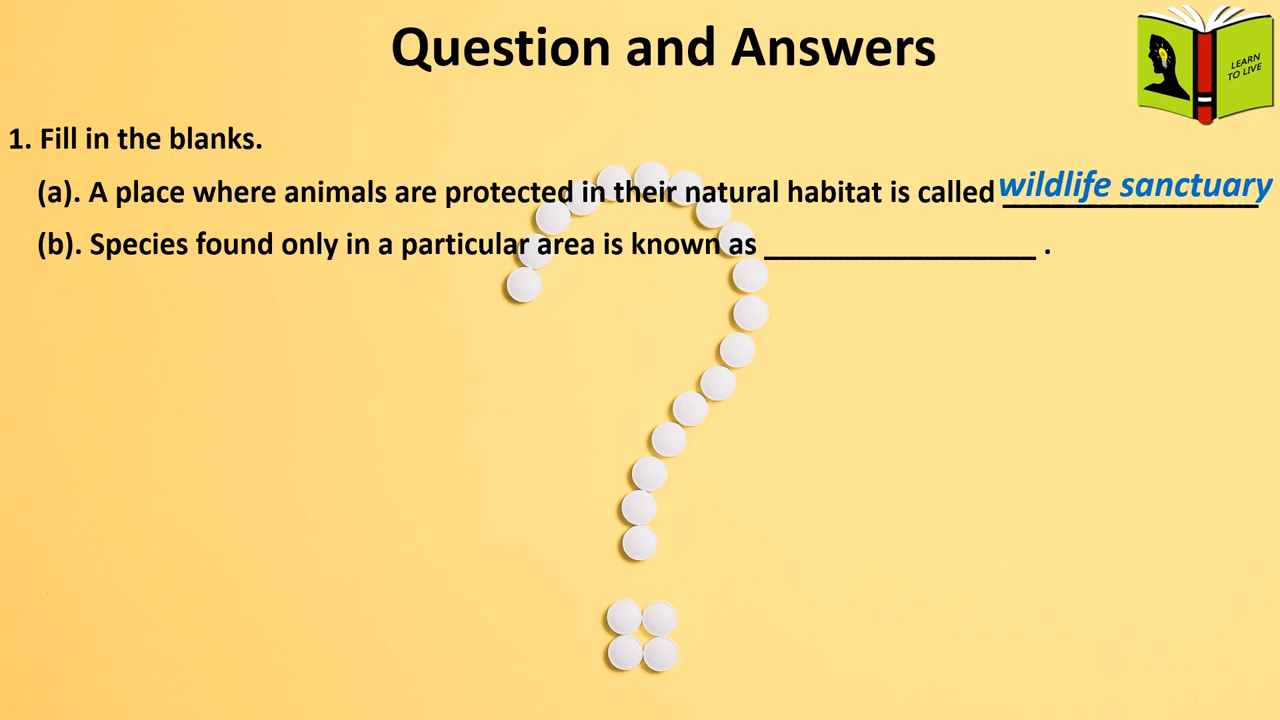 Question and Answers
LEARN
TO LIVE
1. Fill in the blanks.
(a). A place where animals are protected in their natural habitat is called wildlife sanctuary
(b). Species found only in a particular area is known as _________________ .